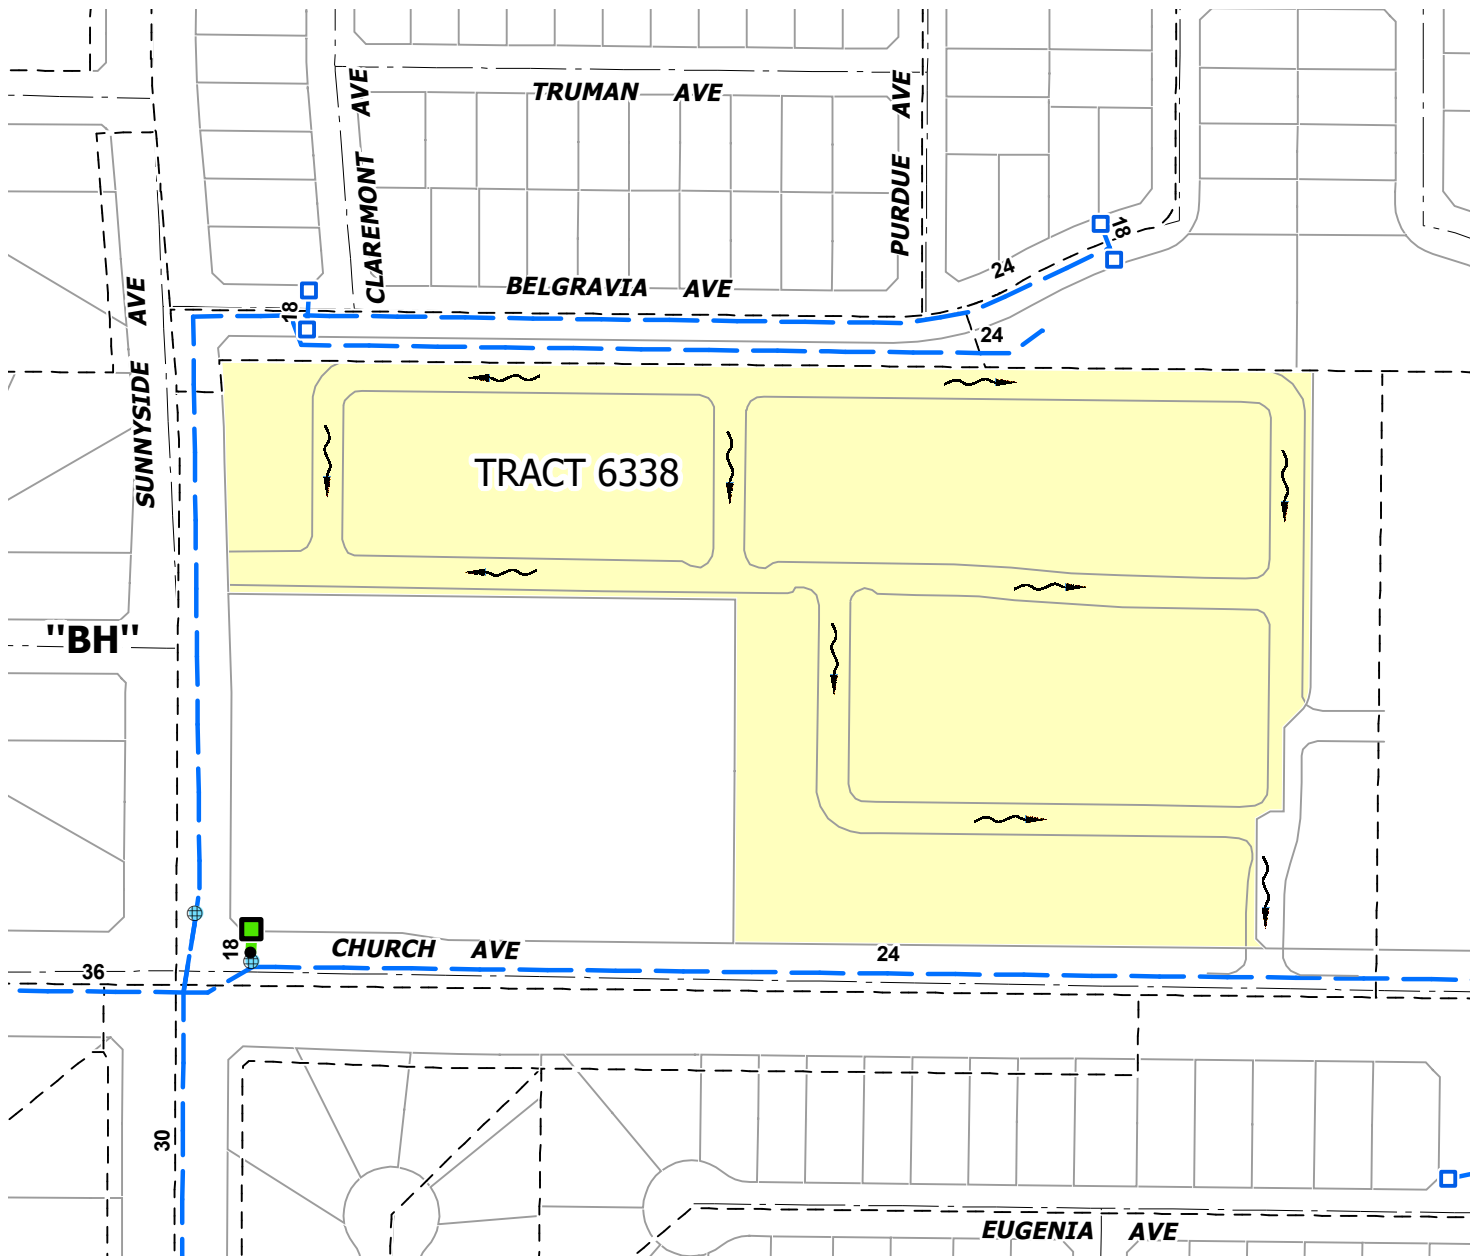 TRUMAN AVE
CLAREMONT AVE
PURDUE AVE
18
24
BELGRAVIA AVE
18
24
SUNNYSIDE AVE
TRACT 6338
"BH"
18
CHURCH AVE
24
36
30
EUGENIA AVE